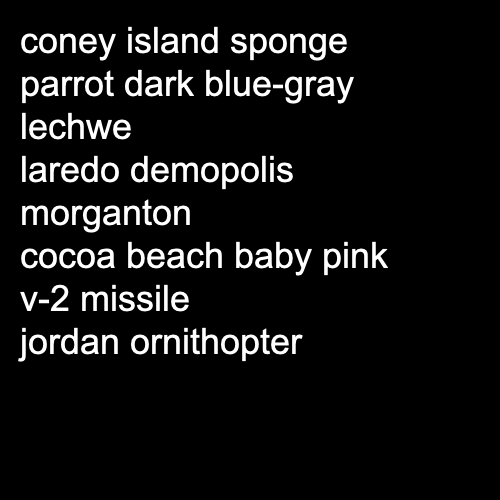 coney island sponge
parrot dark blue-gray
lechwe
laredo demopolis
morganton
cocoa beach baby pink
v-2 missile
jordan ornithopter